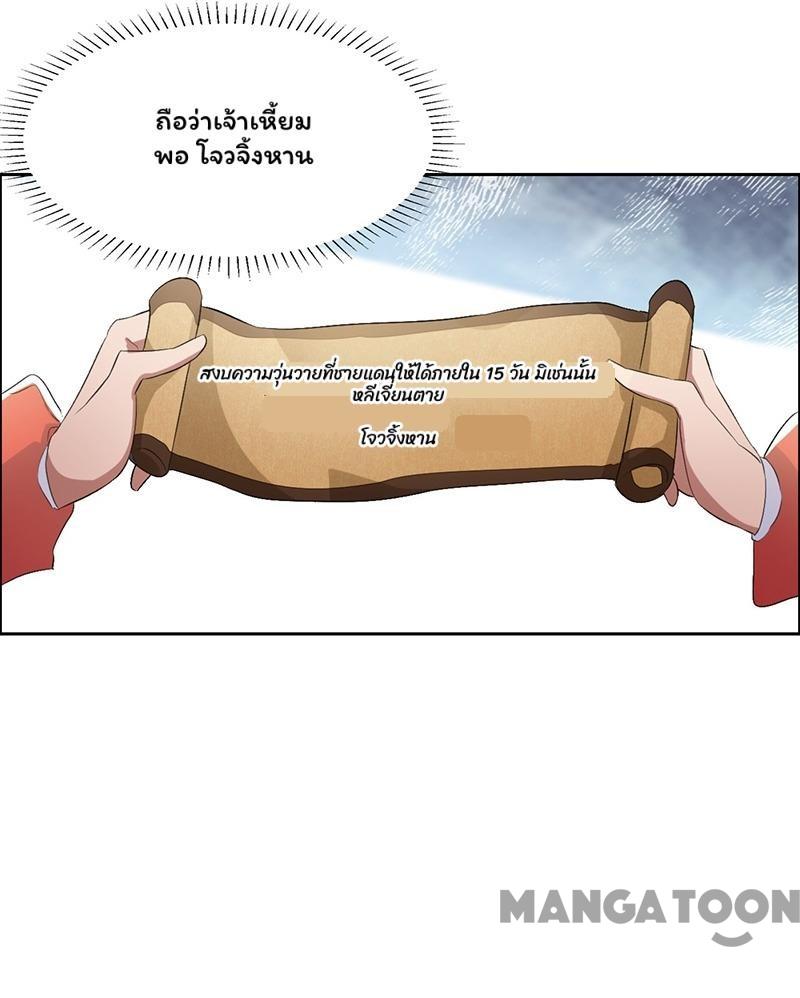 ถือว่าเจ้าเหี้ยม
พอ โจวจิ้งหาน
สงบความวุ่นวายที่ชายแดนให้ได้ภายใน 15 วัน มิเช่นนั้น
หลีเจี๋ยนตาย
โจวจิ้งหาน
MANGATOON